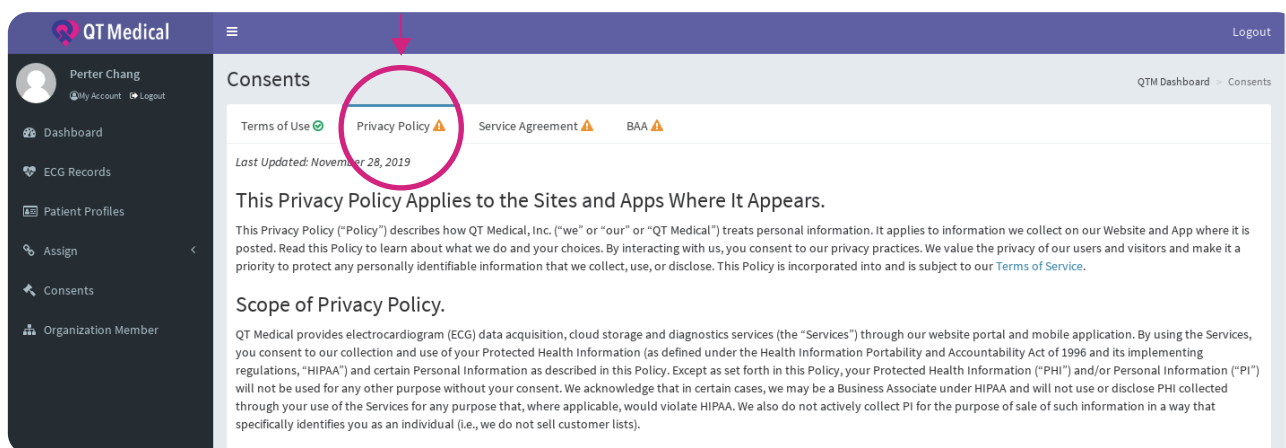 QT Medical
Logout
Perter Chang
My Account Logout
Dashboard
ECG Records
Patient Profiles
Assign <
Consents
Organization Member
Consents
QTM Dashboard > Consents
Terms of Use Privacy Policy Service Agreement BAA
Last Updated: November 28, 2019
This Privacy Policy Applies to the Sites and Apps Where It Appears.
This Privacy Policy (“Policy”) describes how QT Medical, Inc. (“we” or “our” or “QT Medical”) treats personal information. It applies to information we collect on our Website and App where it is
posted. Read this Policy to learn about what we do and your choices. By interacting with us, you consent to our privacy practices. We value the privacy of our users and visitors and make it a
priority to protect any personally identifiable information that we collect, use, or disclose. This Policy is incorporated into and is subject to our Terms of Service.
Scope of Privacy Policy.
QT Medical provides electrocardiogram (ECG) data acquisition, cloud storage and diagnostics services (the “Services”) through our website portal and mobile application. By using the Services,
you consent to our collection and use of your Protected Health Information (as defined under the Health Information Portability and Accountability Act of 1996 and its implementing
regulations, “HIPAA”) and certain Personal Information as described in this Policy. Except as set forth in this Policy, your Protected Health Information (“PHI”) and/or Personal Information (“PI”)
will not be used for any other purpose without your consent. We acknowledge that in certain cases, we may be a Business Associate under HIPAA and will not use or disclose PHI collected
through your use of the Services for any purpose that, where applicable, would violate HIPAA. We also do not actively collect PI for the purpose of sale of such information in a way that
specifically identifies you as an individual (i.e., we do not sell customer lists).